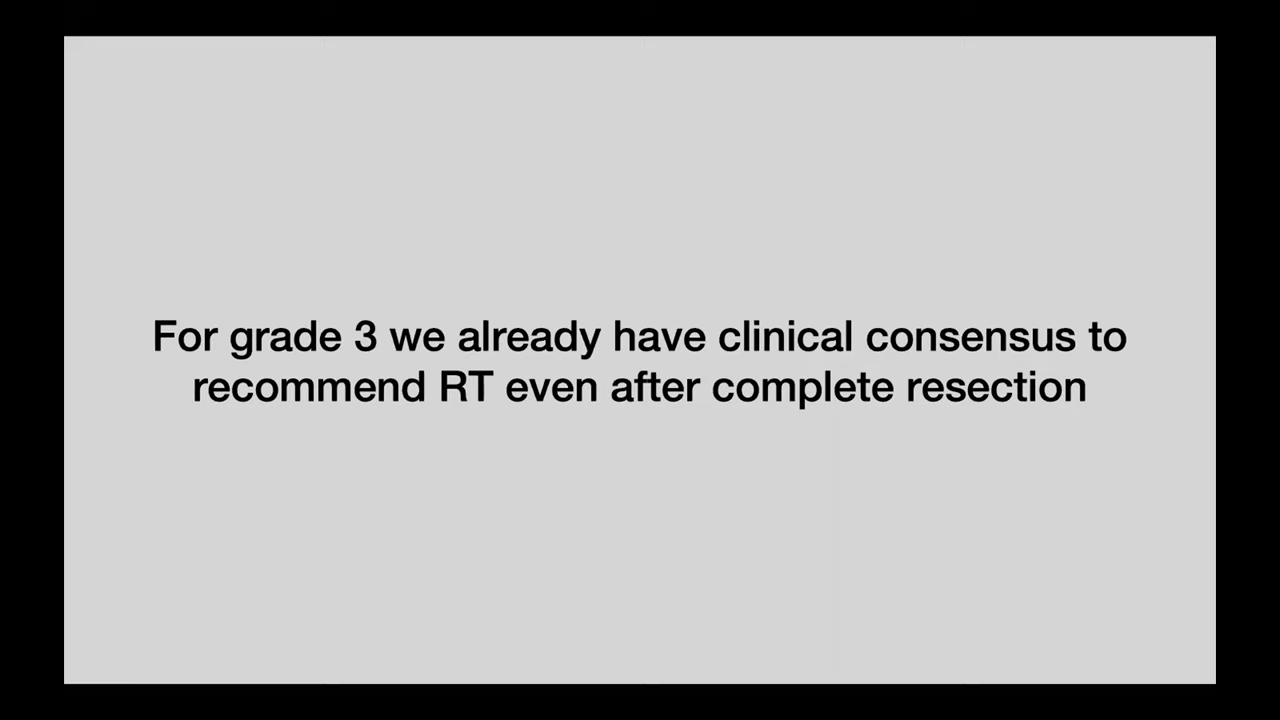 For grade 3 we already have clinical consensus to
recommend RT even after complete resection